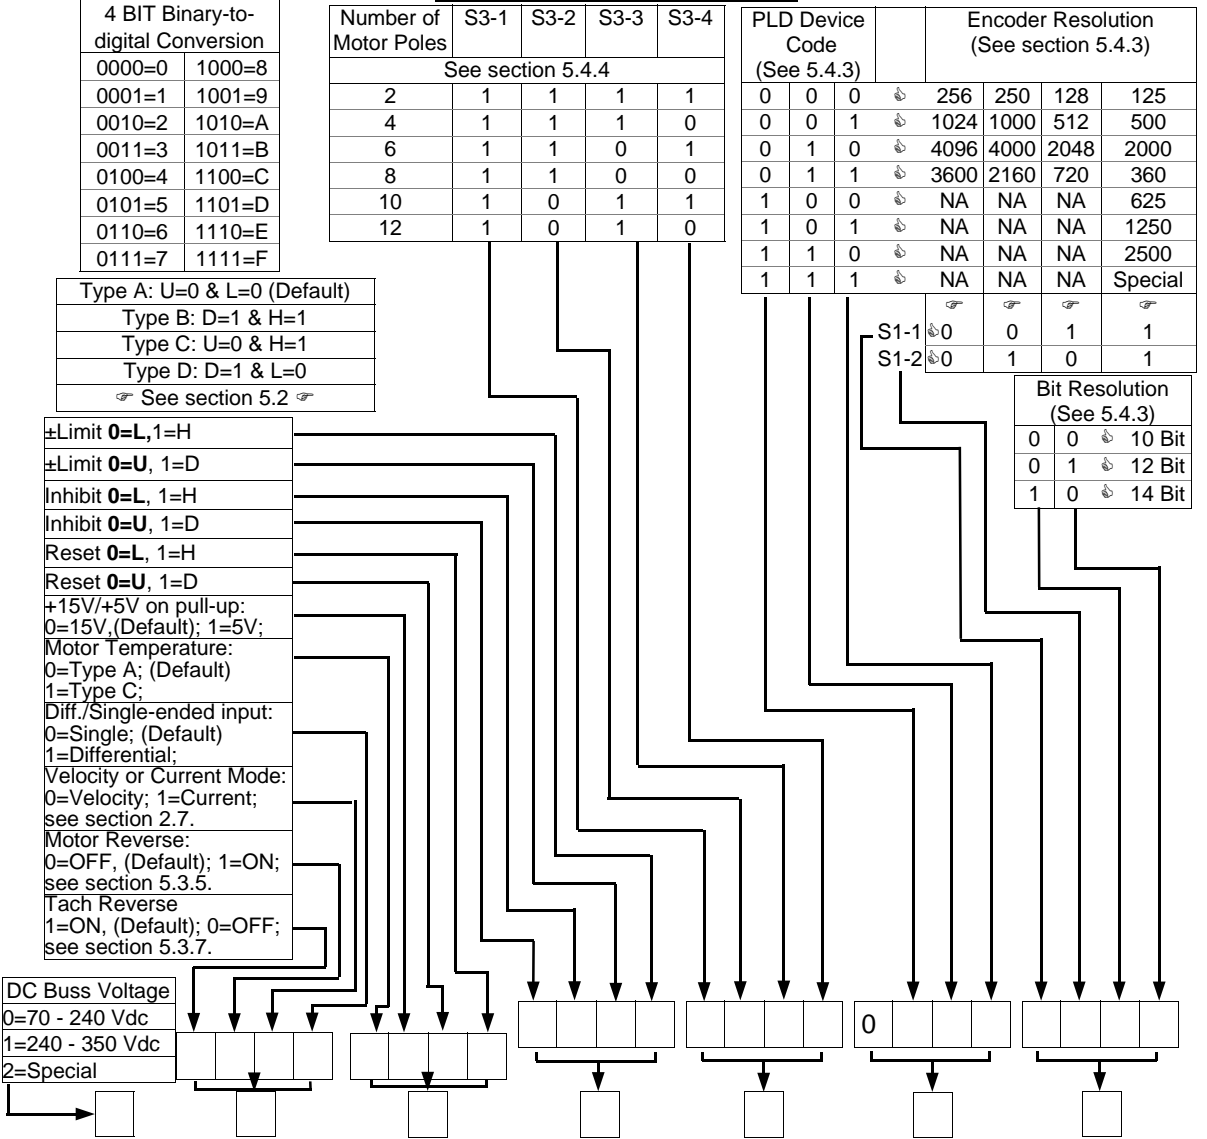 4 BIT Binary-to-
digital Conversion
0000=0 1000=8
0001=1 1001=9
0010=2 1010=A
0011=3 1011=B
0100=4 1100=C
0101=5 1101=D
0110=6 1110=E
0111=7 1111=F
Type A: U=0 & L=0 (Default)
Type B: D=1 & H=1
Type C: U=0 & H=1
Type D: D=1 & L=0
☞ See section 5.2 ☞
Number of S3-1 S3-2 S3-3 S3-4
Motor Poles
See section 5.4.4
2 1 1 1 1
4 1 1 1 0
6 1 1 0 1
8 1 1 0 0
10 1 0 1 1
12 1 0 1 0
PLD Device
Code
(See 5.4.3)
Encoder Resolution
(See section 5.4.3)
0 0 0 256 250 128 125
0 0 1 1024 1000 512 500
0 1 0 4096 4000 2048 2000
0 1 1 3600 2160 720 360
1 0 0 NA NA NA 625
1 0 1 NA NA NA 1250
1 1 0 NA NA NA 2500
1 1 1 NA NA NA Special
☞ ☞ ☞ ☞
S1-1 0 0 1 1
S1-2 0 1 0 1
Bit Resolution
(See 5.4.3)
0 0 10 Bit
0 1 12 Bit
1 0 14 Bit
±Limit 0=L,1=H
±Limit 0=U, 1=D
Inhibit 0=L, 1=H
Inhibit 0=U, 1=D
Reset 0=L, 1=H
Reset 0=U, 1=D
+15V/+5V on pull-up:
0=15V,(Default); 1=5V;
Motor Temperature:
0=Type A; (Default)
1=Type C;
Diff./Single-ended input:
0=Single; (Default)
1=Differential;
Velocity or Current Mode:
0=Velocity; 1=Current;
see section 2.7.
Motor Reverse:
0=OFF, (Default); 1=ON;
see section 5.3.5.
Tach Reverse
1=ON, (Default); 0=OFF;
see section 5.3.7.
DC Buss Voltage
0=70 - 240 Vdc
1=240 - 350 Vdc
2=Special
0